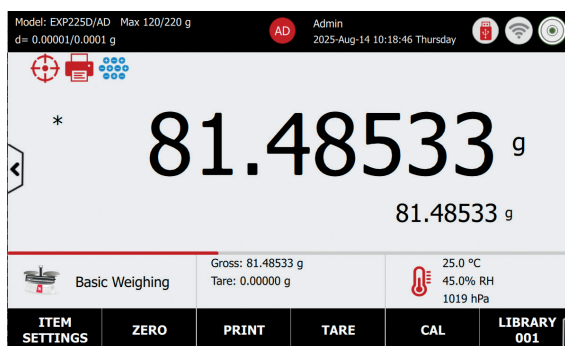 Model: EXP225D/AD Max 120/220 g
d= 0.00001/0.0001 g
AD
Admin
2025-Aug-14 10:18:46 Thursday
*
81.48533 g
81.48533 g
Basic Weighing
Gross: 81.48533 g
Tare: 0.00000 g
25.0 °C
45.0% RH
1019 hPa
ITEM
SETTINGS
ZERO
PRINT
TARE
CAL
LIBRARY
001